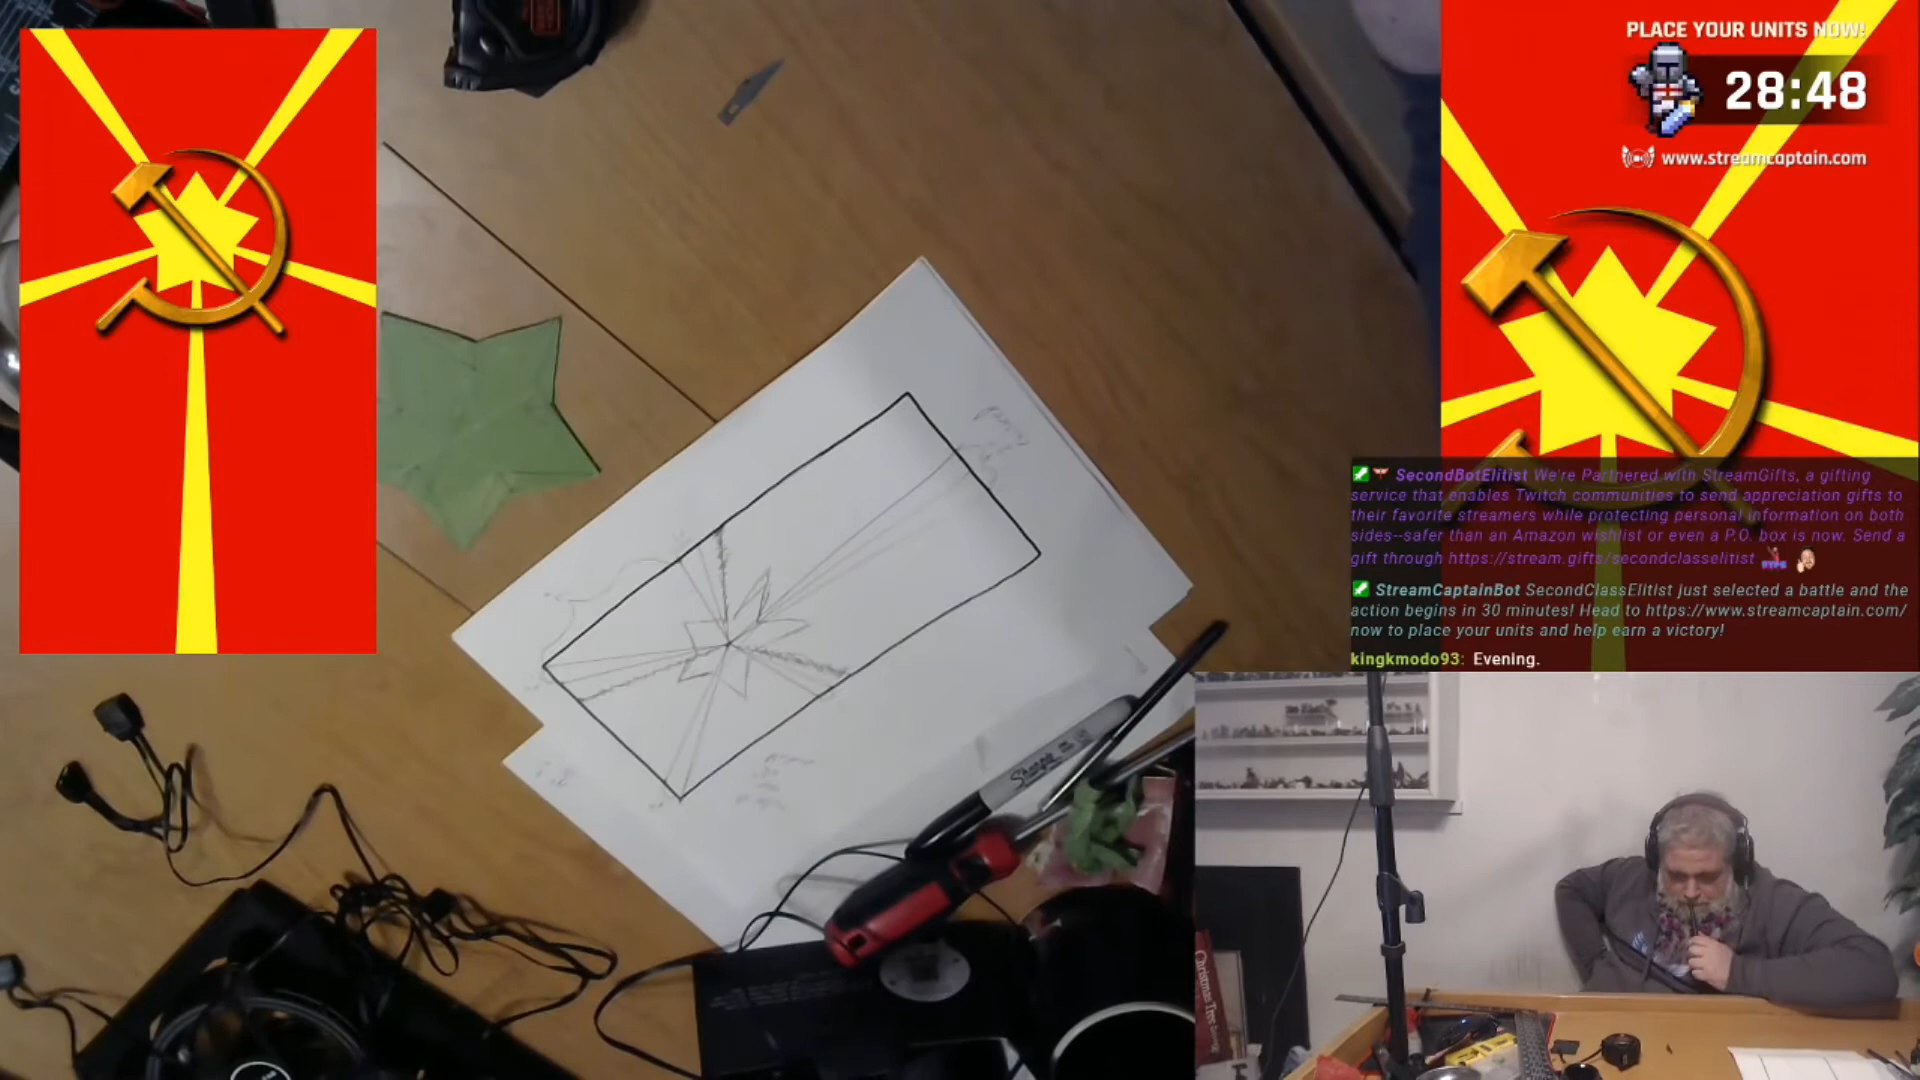 PLACE YOUR UNITS NOW!
28:48
www.streamcaptain.com
SecondBotElitist We're Partnered with StreamGifts, a gifting
service that enables Twitch communities to send appreciation gifts to
their favorite streamers while protecting personal information on both
sides--safer than an Amazon wishlist or even a P.O. box is now. Send a
gift through https://stream.gifts/secondclasselitist
StreamCaptainBot SecondClassElitist just selected a battle and the
action begins in 30 minutes! Head to https://www.streamcaptain.com/
now to place your units and help earn a victory!
kingkmodo93: Evening.
Sharpie
Christmas Tree